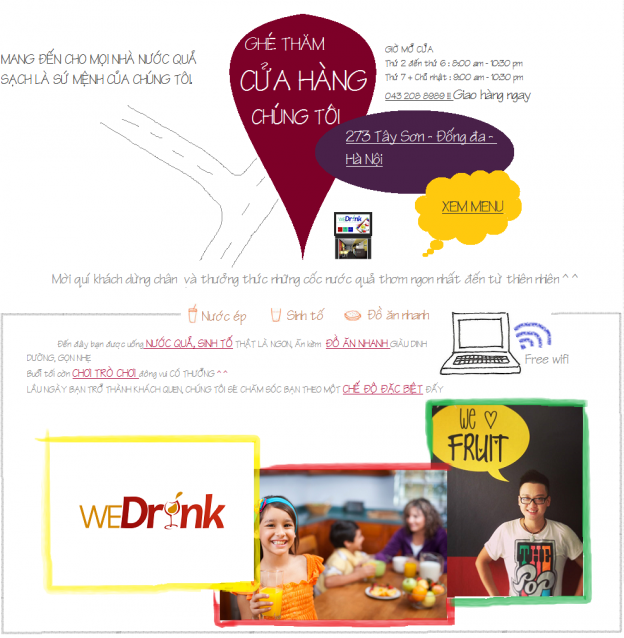 MANG ĐẾN CHO MỌI NHÀ NƯỚC QUẢ
SẠCH LÀ SỨ MỆNH CỦA CHÚNG TÔI.
GHÉ THĂM
CỬA HÀNG
CHÚNG TÔI
GIỜ MỞ CỬA
Thứ 2 đến thứ 6 : 8:00 am - 10:30 pm
Thứ 7 + Chủ nhật : 9:00 am - 10:30 pm
Giao hàng ngay
273 Tây Sơn - Đống đa -
Hà Nội
XEM MENU
weDrink
Mời quí khách dừng chân và thưởng thức những cốc nước quả thơm ngon nhất đến từ thiên nhiên ^ ^
Nước ép
Sinh tố
Đồ ăn nhanh
Đến đây bạn được uống NƯỚC QUẢ, SINH TỐ THẬT LÀ NGON, Ăn kèm ĐỒ ĂN NHANH GIÀU DINH
DƯỠNG, GỌN NHẸ
Buổi tối còn CHƠI TRÒ CHƠI đông vui CÓ THƯỞNG ^^
LÂU NGÀY BẠN TRỞ THÀNH KHÁCH QUEN, CHÚNG TÔI SẼ CHĂM SÓC BẠN THEO MỘT CHẾ ĐỘ ĐẶC BIỆT ĐẤY
Free wifi
WEDrink
we
FRUIT
THE
POP